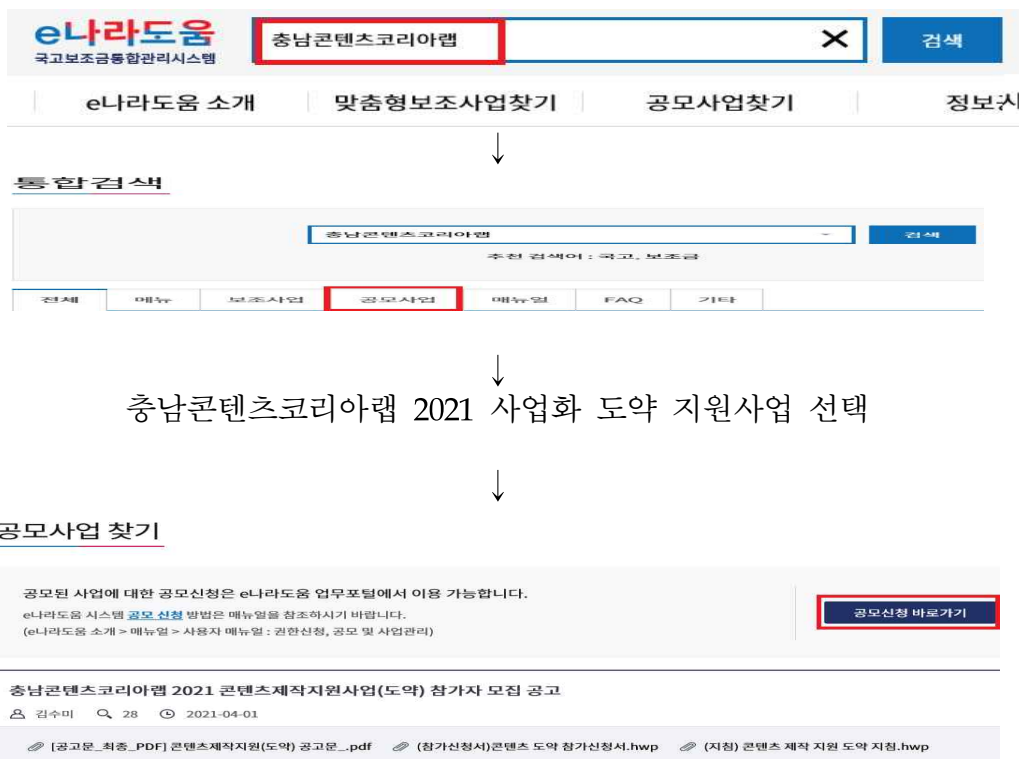 e나라도움
국고보조금통합관리시스템
충남콘텐츠코리아랩
검색
e나라도움 소개 맞춤형보조사업찾기 공모사업찾기 정보
↓
통합검색
충남콘텐츠코리아랩 검색
추천 검색어 : 국고, 보조금
전체 메뉴 보조사업 공모사업 매뉴얼 FAQ 기타
↓
충남콘텐츠코리아랩 2021 사업화 도약 지원사업 선택
↓
공모사업 찾기
공모된 사업에 대한 공모신청은 e나라도움 업무포털에서 이용 가능합니다.
e나라도움 시스템 공모 신청 방법은 매뉴얼을 참조하시기 바랍니다.
(e나라도움 소개 > 매뉴얼 > 사용자 매뉴얼 : 권한신청, 공모 및 사업관리)
공모신청 바로가기
충남콘텐츠코리아랩 2021 콘텐츠제작지원사업(도약) 참가자 모집 공고
김수미 28 2021-04-01
[공고문_최종_PDF] 콘텐츠제작지원(도약) 공고문_.pdf (참가신청서)콘텐츠 도약 참가신청서.hwp (지침) 콘텐츠 제작 지원 도약 지침.hwp